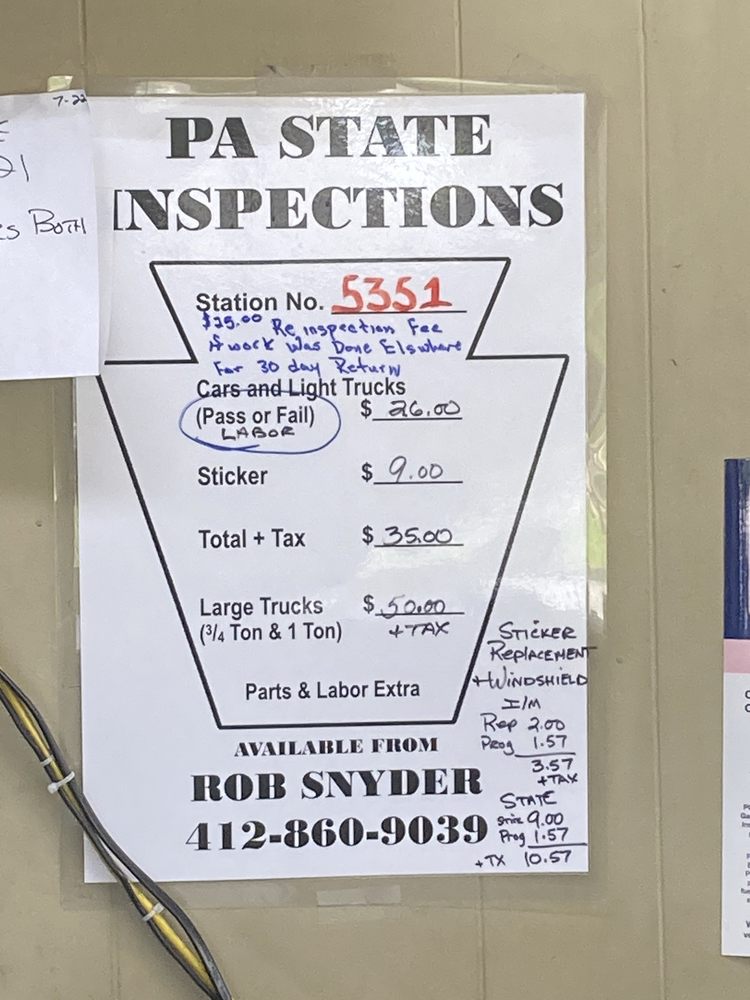 7-22
21
Both
PA STATE
INSPECTIONS
Station No. 5351
$25.00 Reinspection Fee
If work Was Done Elswhere
For 30 day Return
Cars and Light Trucks
(Pass or Fail) $ 26.00
LABOR
Sticker $ 9.00
Total + Tax $ 35.00
Large Trucks $ 50.00
(3/4 Ton & 1 Ton) + TAX
Parts & Labor Extra
AVAILABLE FROM
ROB SNYDER
412-860-9039
STICKER
REPLACEMENT
+WINDSHIELD
I/M
Rep 2.00
Prog 1.57
3.57
+TAX
STATE
9.00
Prog 1.57
+TX 10.57